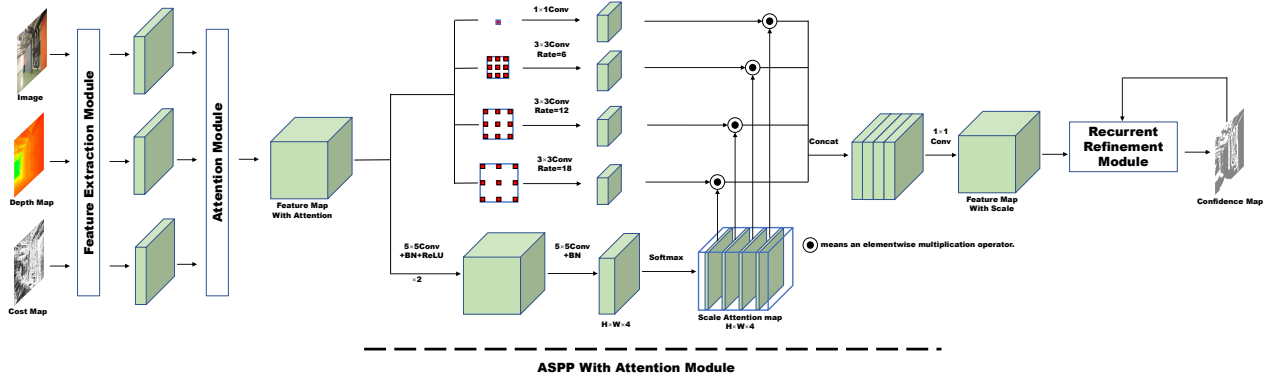 Image
Depth Map
Cost Map
Feature Extraction Module
Attention Module
Feature Map
With Attention
1×1Conv
3×3Conv
Rate=6
3×3Conv
Rate=12
3×3Conv
Rate=18
5×5Conv
+BN+ReLU
×2
5×5Conv
+BN
H×W×4
Softmax
Scale Attention map
H×W×4
Concat
1×1
Conv
Feature Map
With Scale
Recurrent
Refinement
Module
Confidence Map
means an elementwise multiplication operator.
ASPP With Attention Module